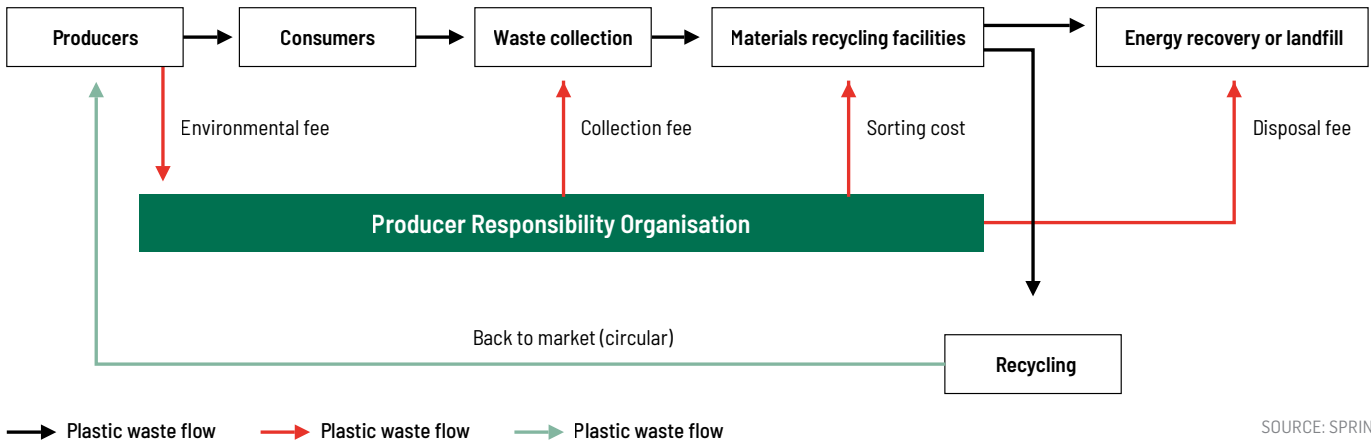 Producers
Consumers
Waste collection
Materials recycling facilities
Energy recovery or landfill
Environmental fee
Collection fee
Sorting cost
Disposal fee
Producer Responsibility Organisation
Back to market (circular)
Recycling
Plastic waste flow
Plastic waste flow
Plastic waste flow
SOURCE: SPRIN